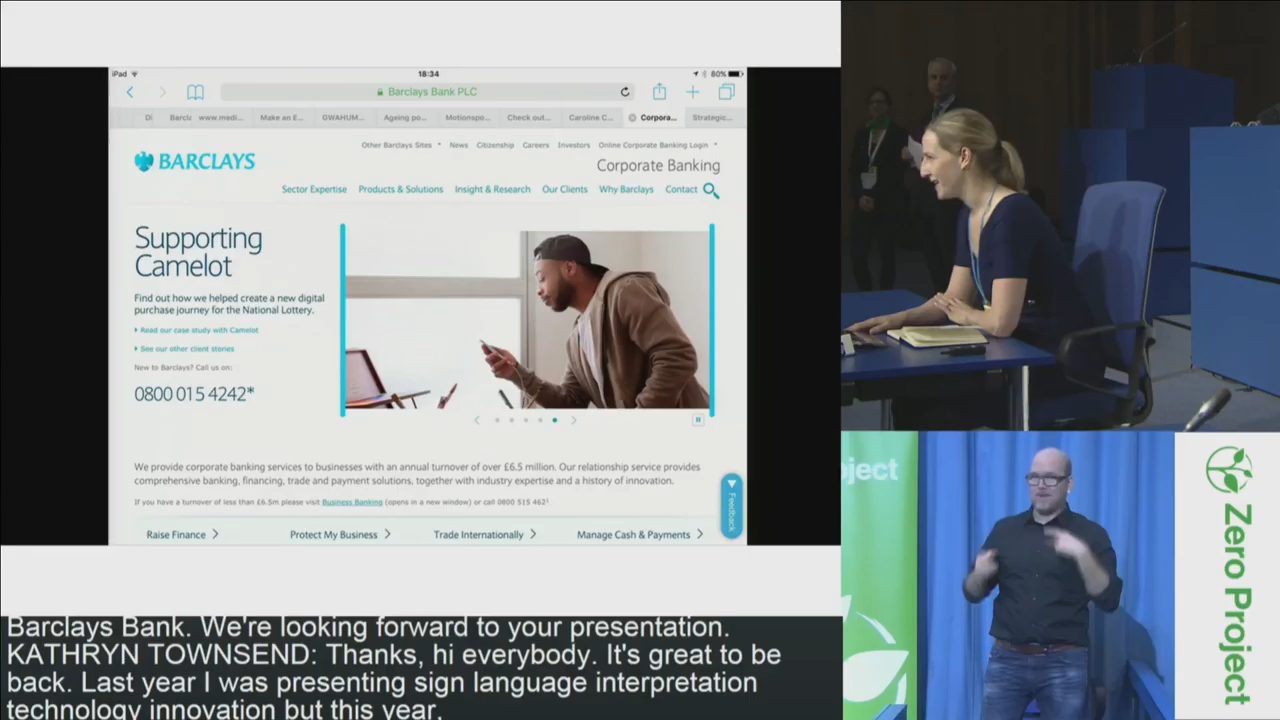 iPad
18:34
80%
Barclays Bank PLC
Di
Barcla
www.medi...
Make an E...
GWAHUM...
Ageing po...
Motionspo...
Check out...
Caroline C...
Corpora...
Strategic...
Other Barclays Sites
News
Citizenship
Careers
Investors
Online Corporate Banking Login
BARCLAYS
Corporate Banking
Sector Expertise
Products & Solutions
Insight & Research
Our Clients
Why Barclays
Contact
Supporting
Camelot
Find out how we helped create a new digital
purchase journey for the National Lottery.
Read our case study with Camelot
See our other client stories
New to Barclays? Call us on:
0800 015 4242*
We provide corporate banking services to businesses with an annual turnover of over £6.5 million. Our relationship service provides
comprehensive banking, financing, trade and payment solutions, together with industry expertise and a history of innovation.
If you have a turnover of less than £6.5m please visit Business Banking (opens in a new window) or call 0800 515 462¹
Feedback
Raise Finance
Protect My Business
Trade Internationally
Manage Cash & Payments
Barclays Bank. We're looking forward to your presentation.
KATHRYN TOWNSEND: Thanks, hi everybody. It's great to be
back. Last year I was presenting sign language interpretation
technology innovation but this year,
oject
Zero Project